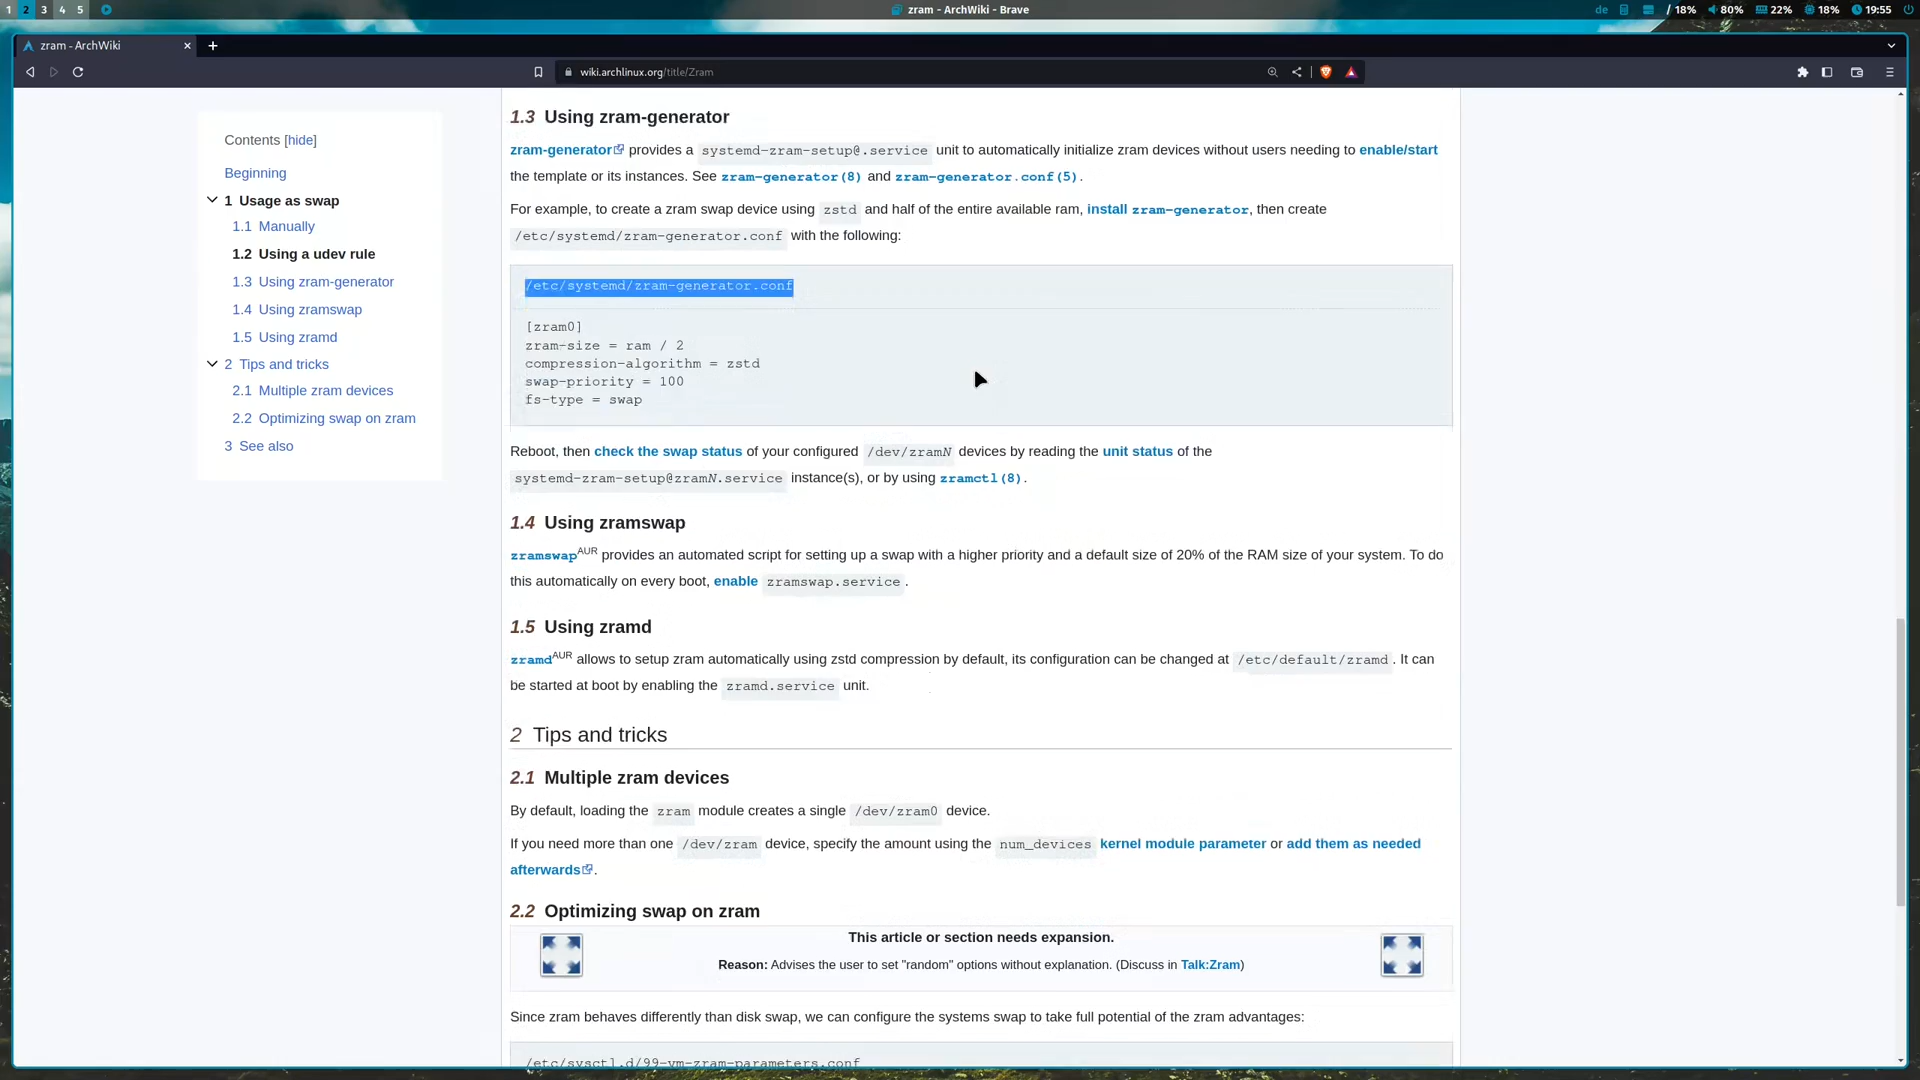 1 2 3 4 5
zram - ArchWiki - Brave
de / 18% 80% 22% 18% 19:55
zram - ArchWiki
wiki.archlinux.org/title/Zram
Contents [hide]
Beginning
1 Usage as swap
1.1 Manually
1.2 Using a udev rule
1.3 Using zram-generator
1.4 Using zramswap
1.5 Using zramd
2 Tips and tricks
2.1 Multiple zram devices
2.2 Optimizing swap on zram
3 See also
1.3 Using zram-generator
zram-generator provides a systemd-zram-setup@.service unit to automatically initialize zram devices without users needing to enable/start
the template or its instances. See zram-generator(8) and zram-generator.conf(5).
For example, to create a zram swap device using zstd and half of the entire available ram, install zram-generator, then create
/etc/systemd/zram-generator.conf with the following:
/etc/systemd/zram-generator.conf
[zram0]
zram-size = ram / 2
compression-algorithm = zstd
swap-priority = 100
fs-type = swap
Reboot, then check the swap status of your configured /dev/zramN devices by reading the unit status of the
systemd-zram-setup@zramN.service instance(s), or by using zramctl(8).
1.4 Using zramswap
zramswapAUR provides an automated script for setting up a swap with a higher priority and a default size of 20% of the RAM size of your system. To do
this automatically on every boot, enable zramswap.service.
1.5 Using zramd
zramdAUR allows to setup zram automatically using zstd compression by default, its configuration can be changed at /etc/default/zramd. It can
be started at boot by enabling the zramd.service unit.
2 Tips and tricks
2.1 Multiple zram devices
By default, loading the zram module creates a single /dev/zram0 device.
If you need more than one /dev/zram device, specify the amount using the num_devices kernel module parameter or add them as needed
afterwards.
2.2 Optimizing swap on zram
This article or section needs expansion.
Reason: Advises the user to set "random" options without explanation. (Discuss in Talk:Zram)
Since zram behaves differently than disk swap, we can configure the systems swap to take full potential of the zram advantages:
/etc/sysctl.d/99-vm-zram-parameters.conf